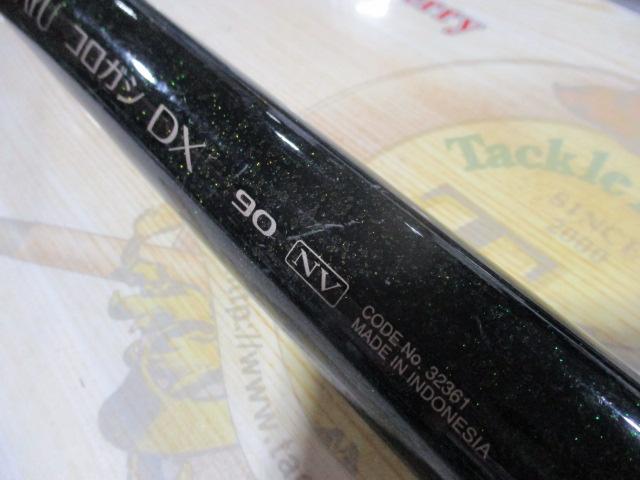 コロガシ DX 90 NV
CODE No. 32361
MADE IN INDONESIA
Tackle
SINCE
2000
http://www.